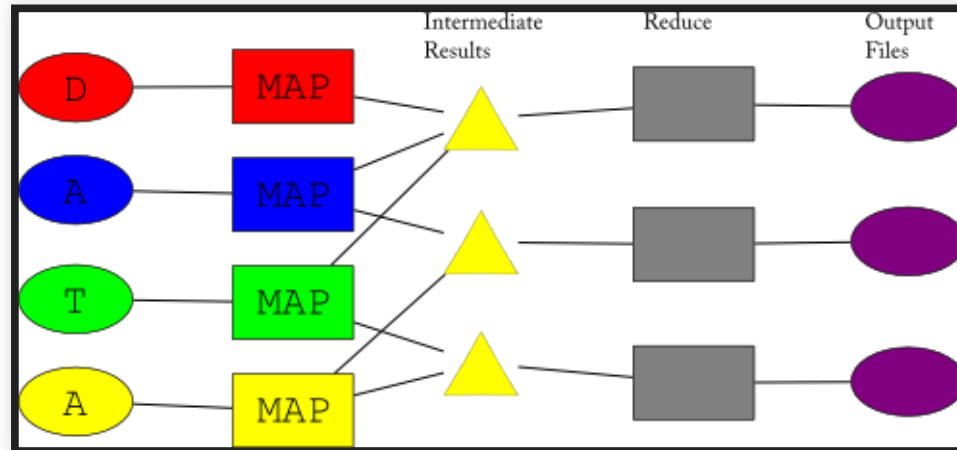 Intermediate
Results
Reduce
Output
Files
D
MAP
A
MAP
T
MAP
A
MAP